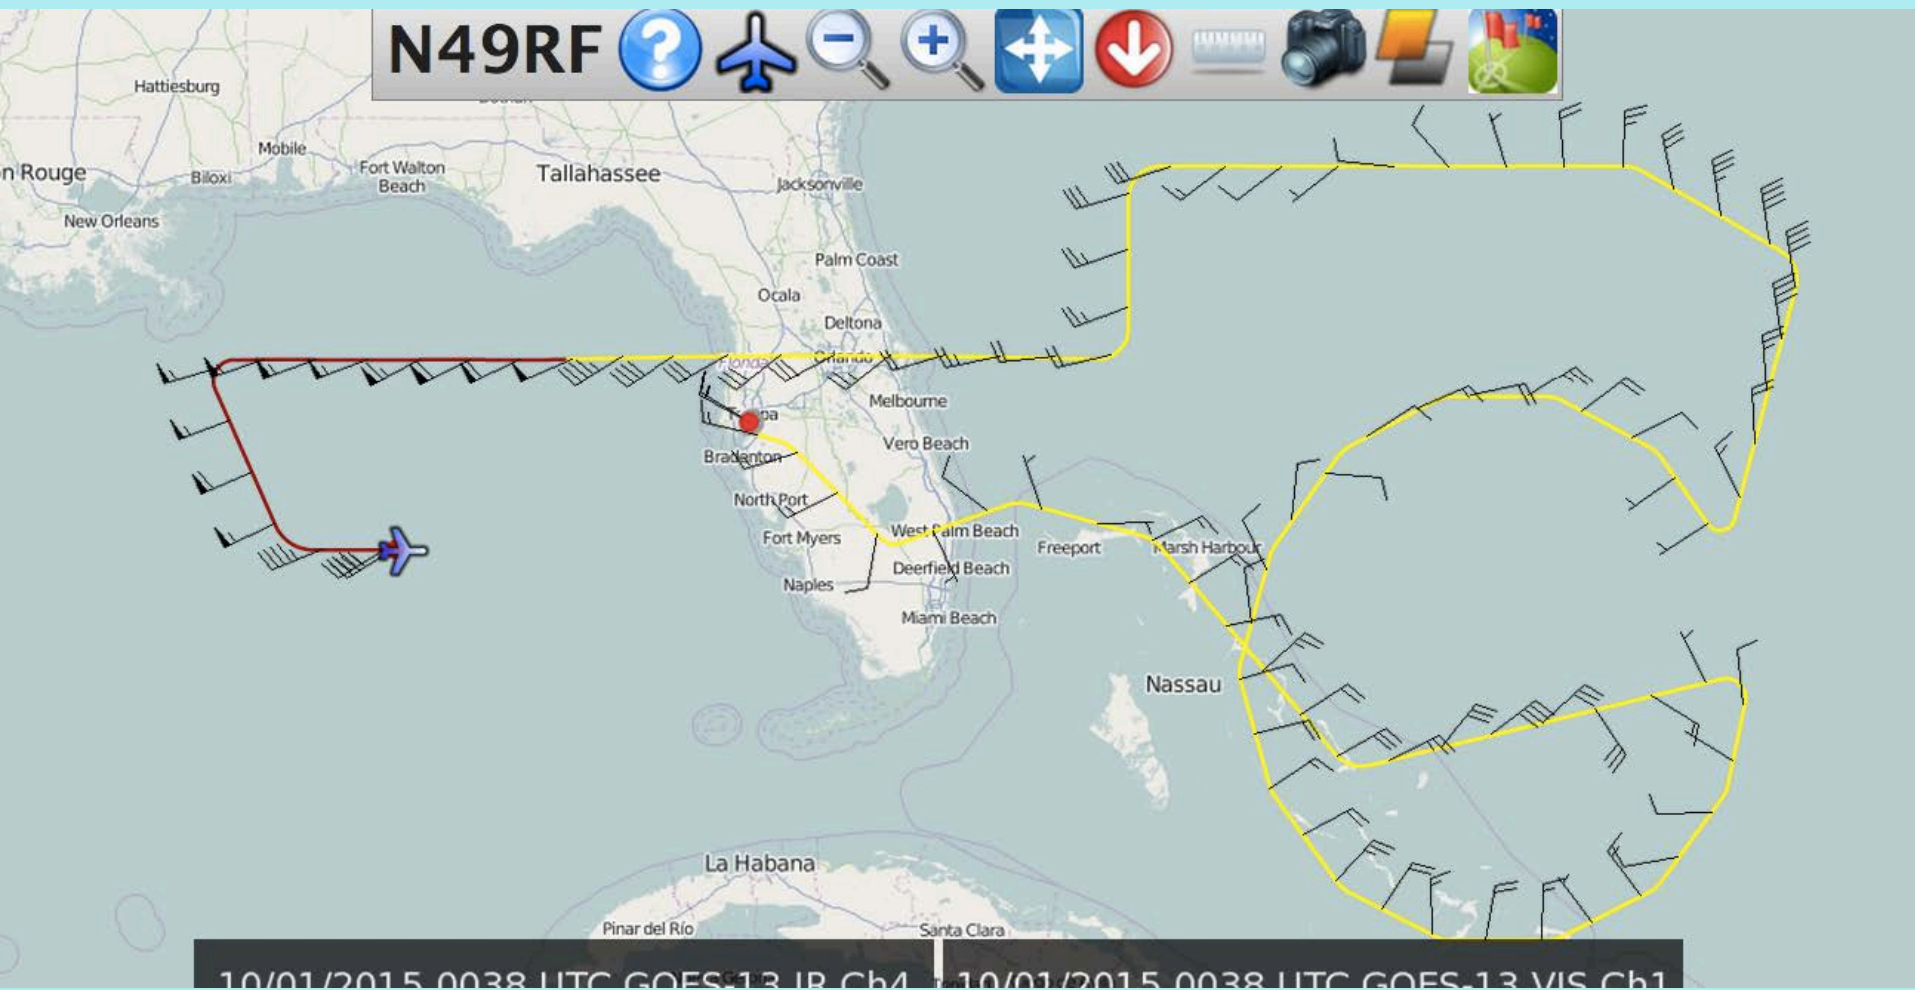 N49RF
Hattiesburg
Mobile
Tallahassee
Fort Walton
Beach
n Rouge
Biloxi
Jacksonville
New Orleans
Palm Coast
Ocala
Deltona
Orlando
Florida
Melbourne
Vero Beach
Bradenton
North Port
West Palm Beach
Fort Myers
Freeport
Marsh Harbour
Deerfield Beach
Naples
Miami Beach
Nassau
La Habana
Pinar del Río
Santa Clara
10/01/2015 0038 UTC GOES-13 IR Ch4
10/01/2015 0038 UTC GOES-13 VIS Ch1